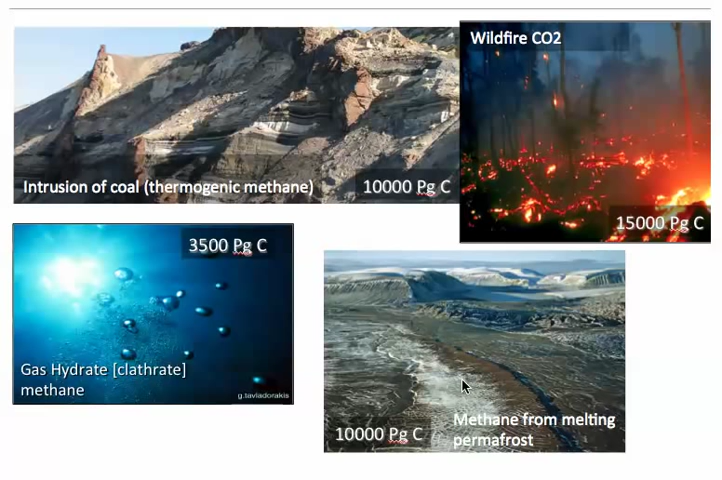 Wildfire CO2
Intrusion of coal (thermogenic methane)
10000 Pg C
15000 Pg C
3500 Pg C
Gas Hydrate [clathrate]
methane
g.tavladorakis
Methane from melting
permafrost
10000 Pg C